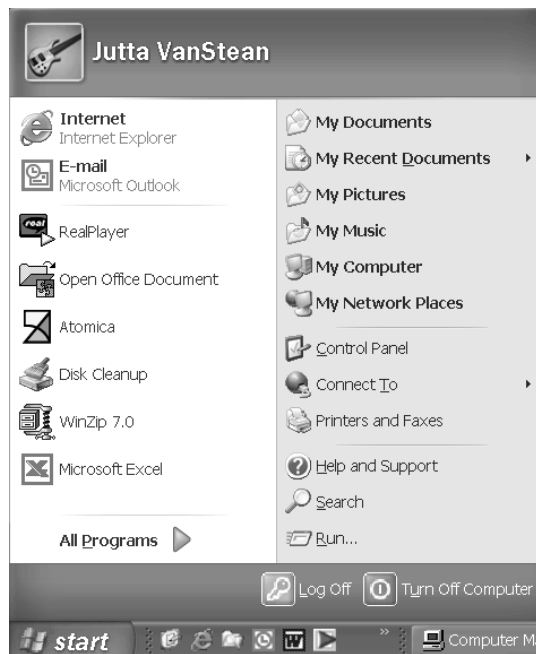 Jutta VanStean
Internet
Internet Explorer
E-mail
Microsoft Outlook
RealPlayer
Open Office Document
Atomica
Disk Cleanup
WinZip 7.0
Microsoft Excel
All Programs
My Documents
My Recent Documents
My Pictures
My Music
My Computer
My Network Places
Control Panel
Connect To
Printers and Faxes
Help and Support
Search
Run...
Log Off
Turn Off Computer
start
Computer M